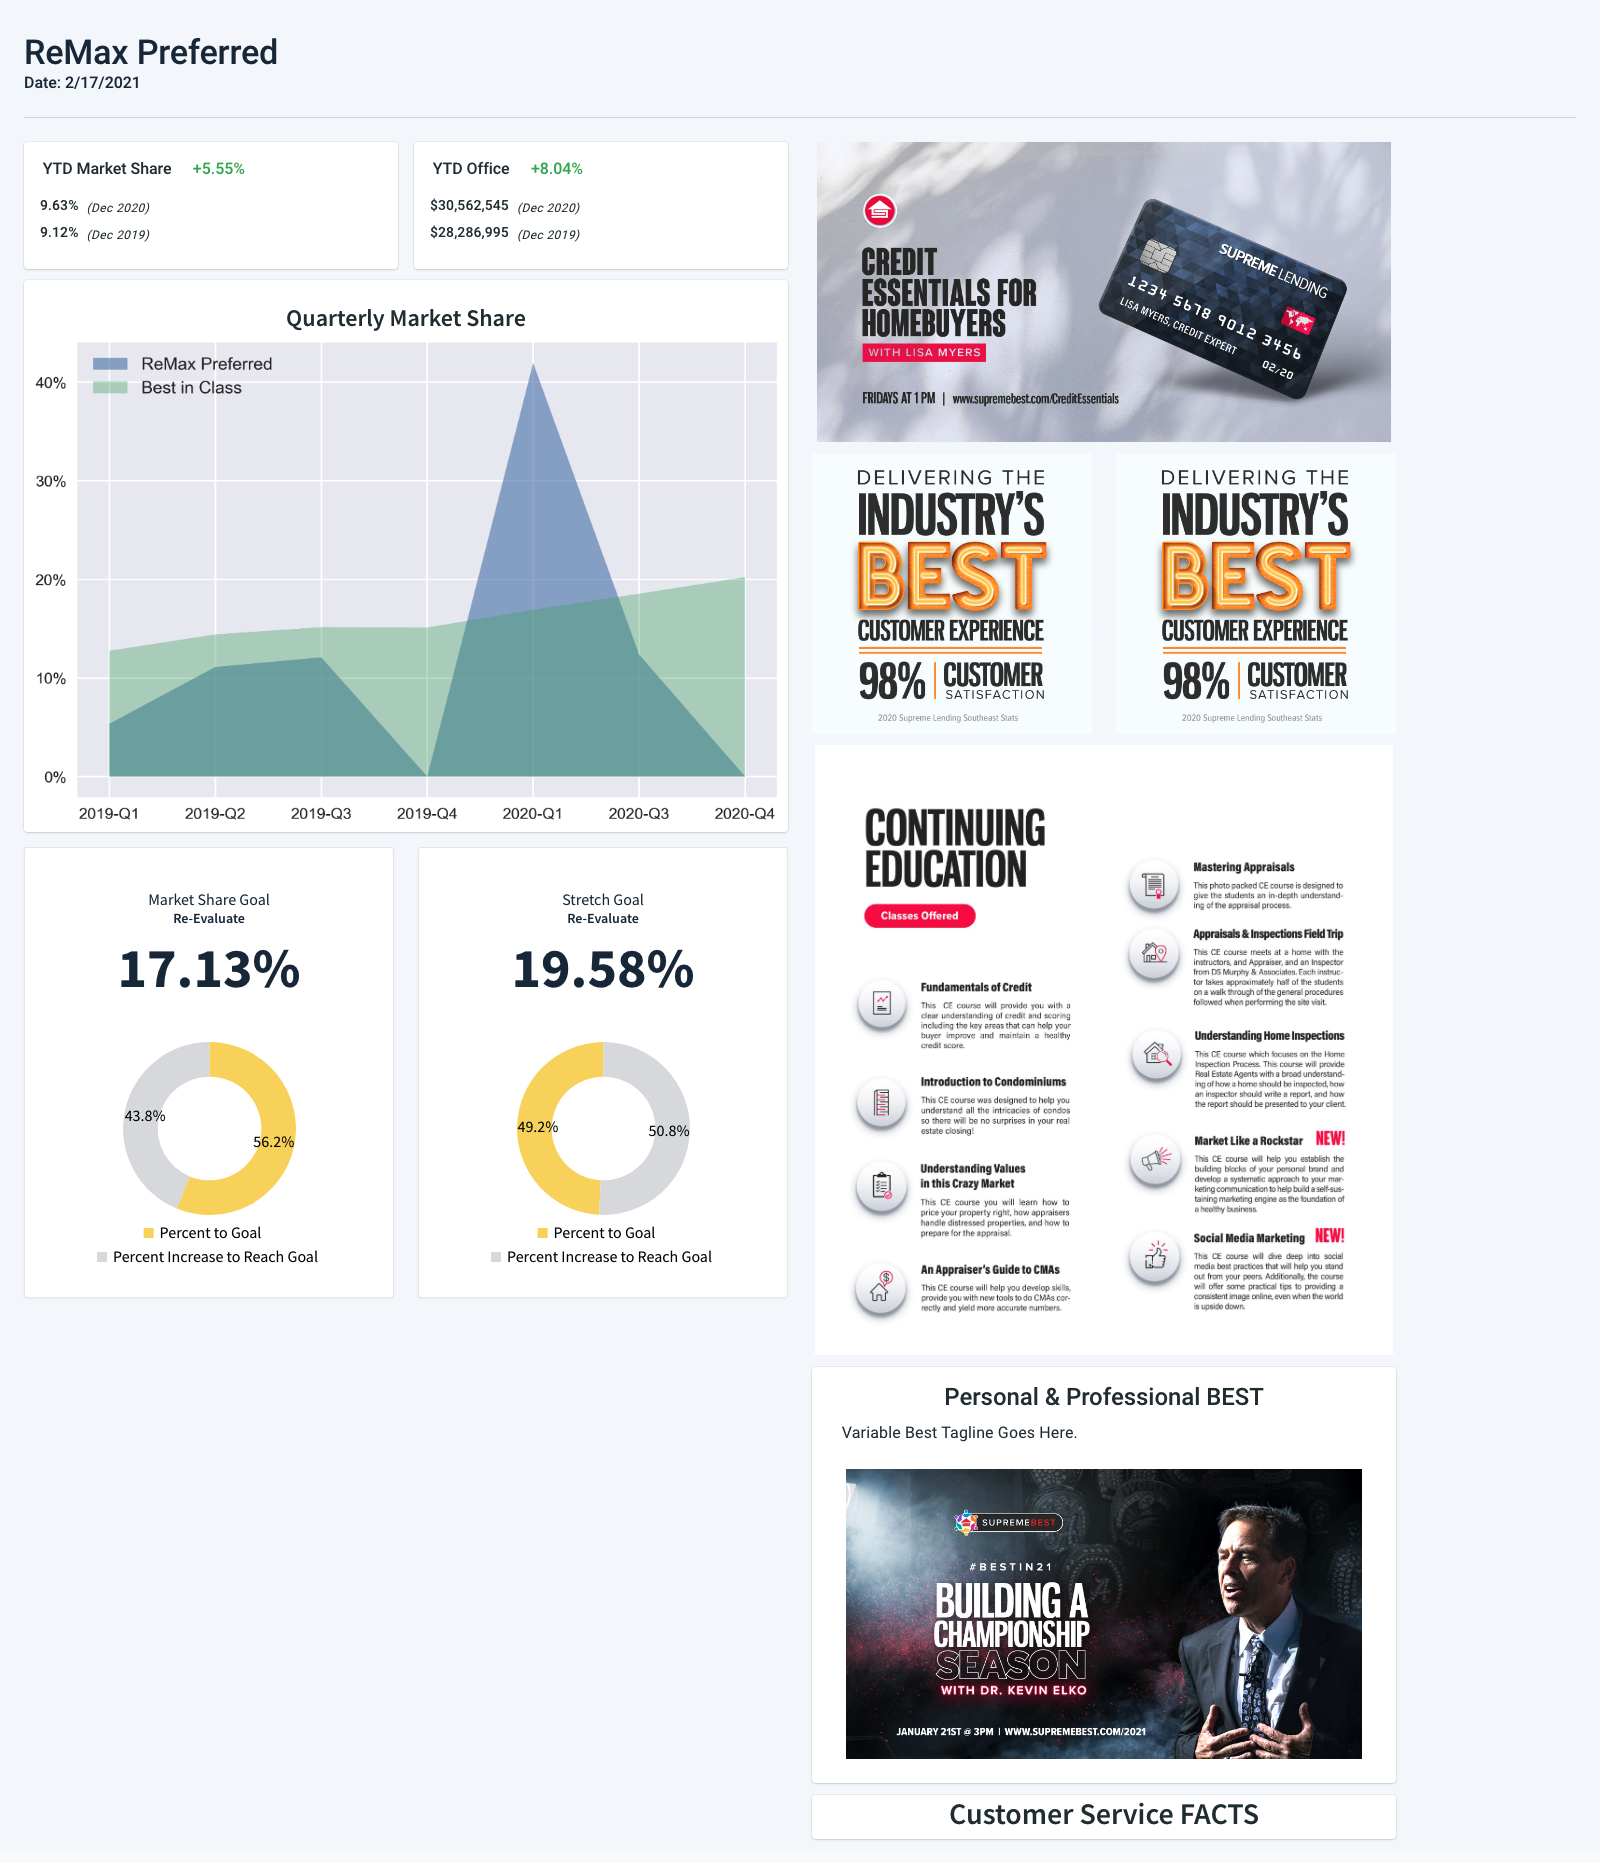 ReMax Preferred
Date: 2/17/2021
YTD Market Share +5.55%
9.63% (Dec 2020)
9.12% (Dec 2019)
YTD Office +8.04%
$30,562,545 (Dec 2020)
$28,286,995 (Dec 2019)
Quarterly Market Share
ReMax Preferred
Best in Class
40%
30%
20%
10%
0%
2019-Q1 2019-Q2 2019-Q3 2019-Q4 2020-Q1 2020-Q3 2020-Q4
Market Share Goal
Re-Evaluate
17.13%
43.8%
56.2%
Percent to Goal
Percent Increase to Reach Goal
Stretch Goal
Re-Evaluate
19.58%
49.2%
50.8%
Percent to Goal
Percent Increase to Reach Goal
CREDIT
ESSENTIALS FOR
HOMEBUYERS
WITH LISA MYERS
FRIDAYS AT 1 PM | www.supremebest.com/CreditEssentials
SUPREME LENDING
1234 5678 9012 3456
LISA MYERS, CREDIT EXPERT
02/20
DELIVERING THE
INDUSTRY'S
BEST
CUSTOMER EXPERIENCE
98% | CUSTOMER
SATISFACTION
2020 Supreme Lending Southeast Stats
DELIVERING THE
INDUSTRY'S
BEST
CUSTOMER EXPERIENCE
98% | CUSTOMER
SATISFACTION
2020 Supreme Lending Southeast Stats
CONTINUING
EDUCATION
Classes Offered
Fundamentals of Credit
This CE course will provide you with a
clear understanding of credit and scoring
including the key areas that can help your
buyer improve and maintain a healthy
credit score.
Introduction to Condominiums
This CE course was designed to help you
understand all the intricacies of condos
so there will be no surprises in your real
estate closing!
Understanding Values
in this Crazy Market
This CE course you will learn how to
price your property right, how appraisers
handle distressed properties, and how to
prepare for the appraisal.
An Appraiser's Guide to CMAs
This CE course will help you develop skills,
provide you with new tools to do CMAs cor-
rectly and yield more accurate numbers.
Mastering Appraisals
This photo packed CE course is designed to
give the students an in-depth understand-
ing of the appraisal process.
Appraisals & Inspections Field Trip
This CE course meets at a home with the
instructors, and Appraiser, and an Inspector
from DS Murphy & Associates. Each instruc-
tor takes approximately half of the students
on a walk through of the general procedures
followed when performing the site visit.
Understanding Home Inspections
This CE course which focuses on the Home
Inspection Process. This course will provide
Real Estate Agents with a broad understand-
ing of how a home should be inspected, how
an inspector should write a report, and how
the report should be presented to your client.
Market Like a Rockstar NEW!
This CE course will help you establish the
building blocks of your personal brand and
develop a systematic approach to your mar-
keting communication to help build a self-sus-
taining marketing engine as the foundation of
a healthy business.
Social Media Marketing NEW!
This CE course will dive deep into social
media best practices that will help you stand
out from your peers. Additionally, the course
will offer some practical tips to providing a
consistent image online, even when the world
is upside down.
Personal & Professional BEST
Variable Best Tagline Goes Here.
SUPREMEBEST
#BESTIN21
BUILDING A
CHAMPIONSHIP
SEASON
WITH DR. KEVIN ELKO
JANUARY 21ST @ 3PM | WWW.SUPREMEBEST.COM/2021
Customer Service FACTS